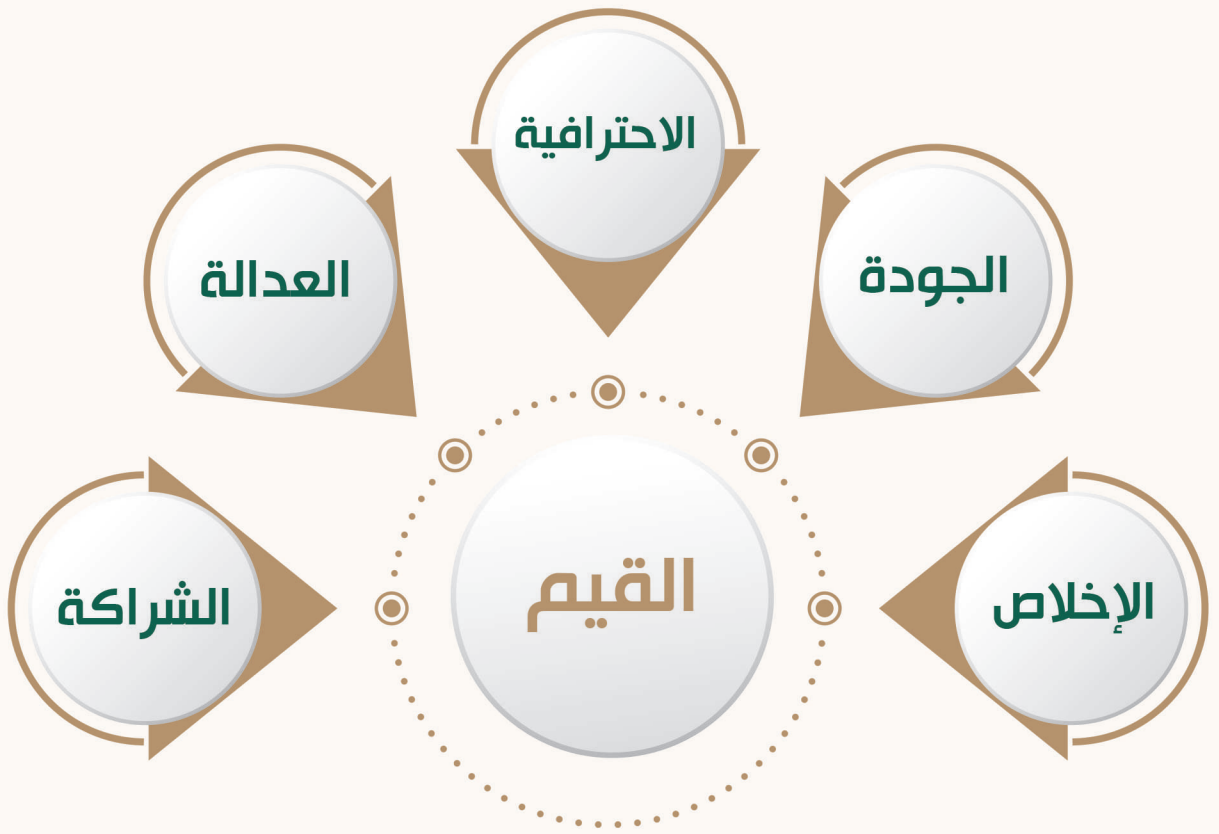 الاحترافية
الجودة
العدالة
الإخلاص
القيم
الشراكة